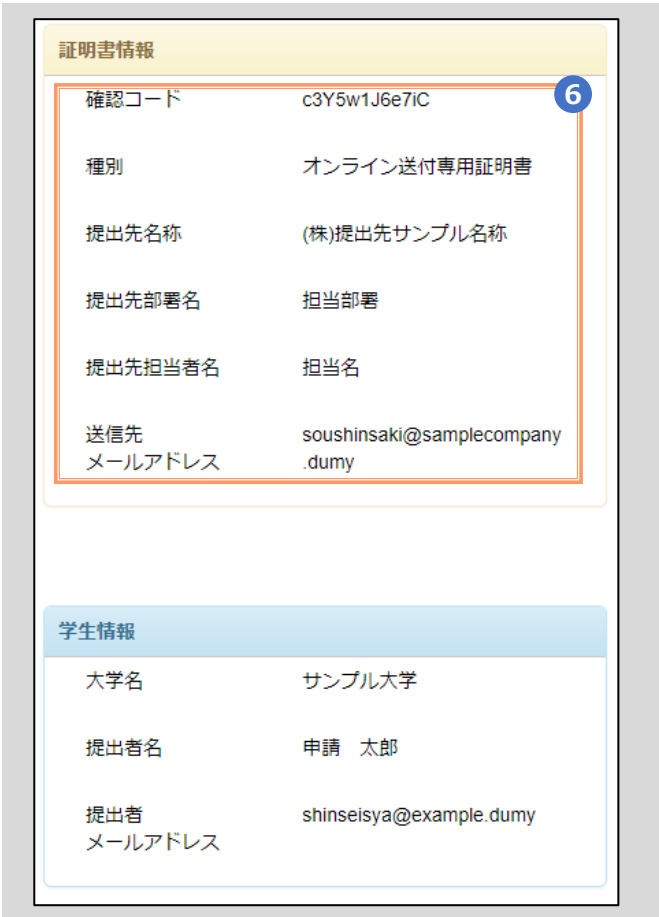 証明書情報
6
確認コード c3Y5w1J6e7iC
種別 オンライン送付専用証明書
提出先名称 (株)提出先サンプル名称
提出先部署名 担当部署
提出先担当者名 担当名
送信先 soushinsaki@samplecompany
メールアドレス .dumy
学生情報
大学名 サンプル大学
提出者名 申請　太郎
提出者 shinseisya@example.dumy
メールアドレス